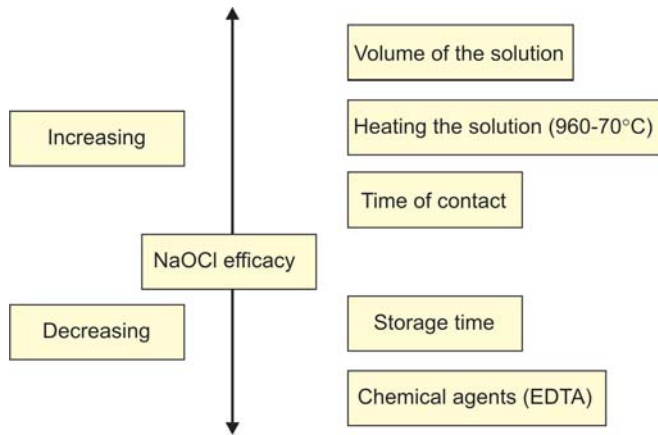 Volume of the solution
Increasing
Heating the solution (960-70°C)
Time of contact
NaOCl efficacy
Decreasing
Storage time
Chemical agents (EDTA)